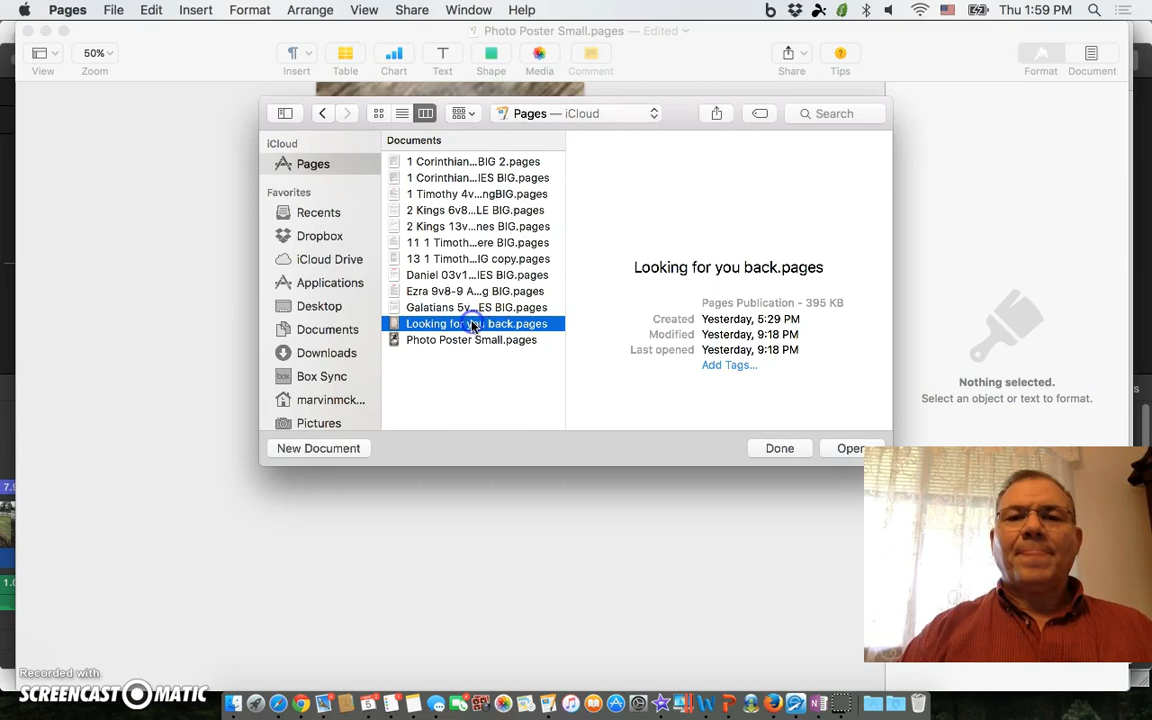 Pages File Edit Insert Format Arrange View Share Window Help Thu 1:59 PM
Photo Poster Small.pages — Edited
50%
View Zoom Insert Table Chart Text Shape Media Comment Share Tips Format Document
Pages — iCloud
Search
iCloud
Pages
Favorites
Recents
Dropbox
iCloud Drive
Applications
Desktop
Documents
Downloads
Box Sync
marvinmck...
Pictures
Documents
1 Corinthian...BIG 2.pages
1 Corinthian...IES BIG.pages
1 Timothy 4v...ngBIG.pages
2 Kings 6v8...LE BIG.pages
2 Kings 13v...nes BIG.pages
11 1 Timoth...ere BIG.pages
13 1 Timoth...IG copy.pages
Daniel 03v1...IES BIG.pages
Ezra 9v8-9 A...g BIG.pages
Galatians 5v...ES BIG.pages
Looking for you back.pages
Photo Poster Small.pages
Looking for you back.pages
Pages Publication - 395 KB
Created Yesterday, 5:29 PM
Modified Yesterday, 9:18 PM
Last opened Yesterday, 9:18 PM
Add Tags...
New Document Done Open
Nothing selected.
Select an object or text to format.
7.9
1.0
Recorded with
SCREENCAST MATIC